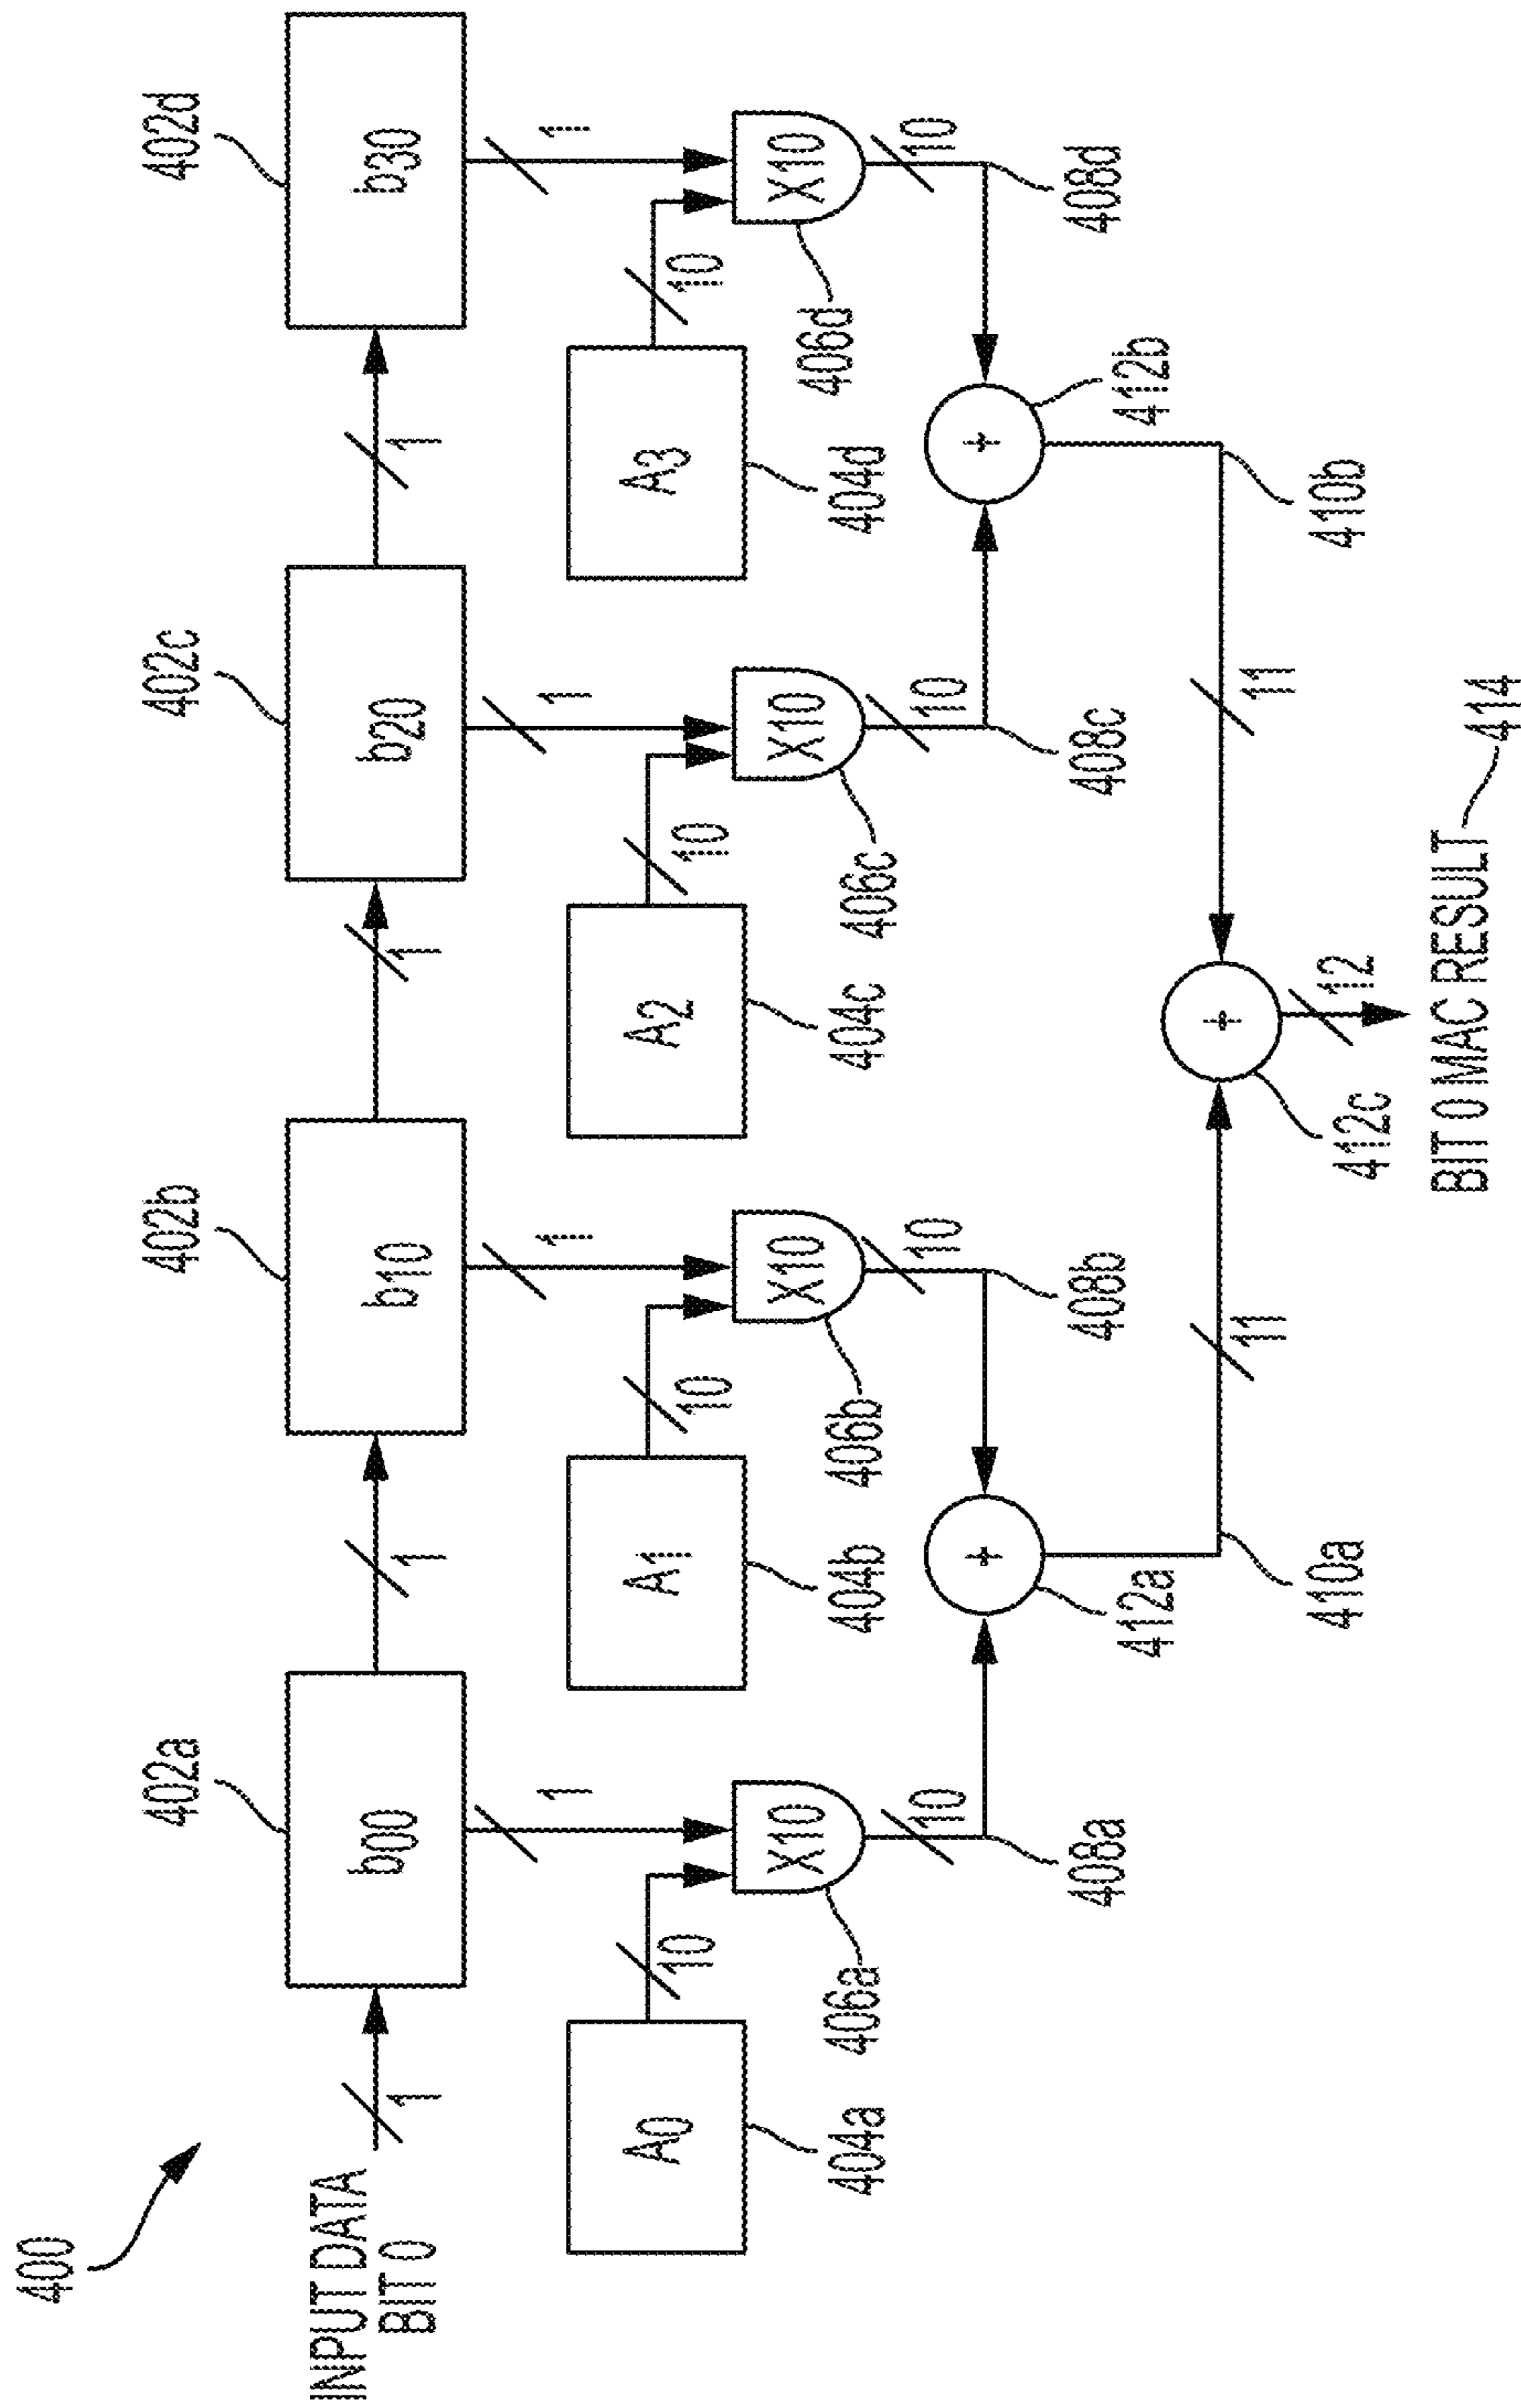 400
402a
402b
402c
402d
INPUT DATA
BIT 0
1
b00
1
b10
1
b20
1
b30
1
1
1
1
A0
10
A1
10
A2
10
A3
10
404a
404b
404c
404d
X10
X10
X10
X10
406a
406b
406c
406d
10
10
10
10
408a
408b
408c
408d
+
+
412a
412b
410a
11
410b
11
+
412c
12
BIT 0 MAC RESULT
414